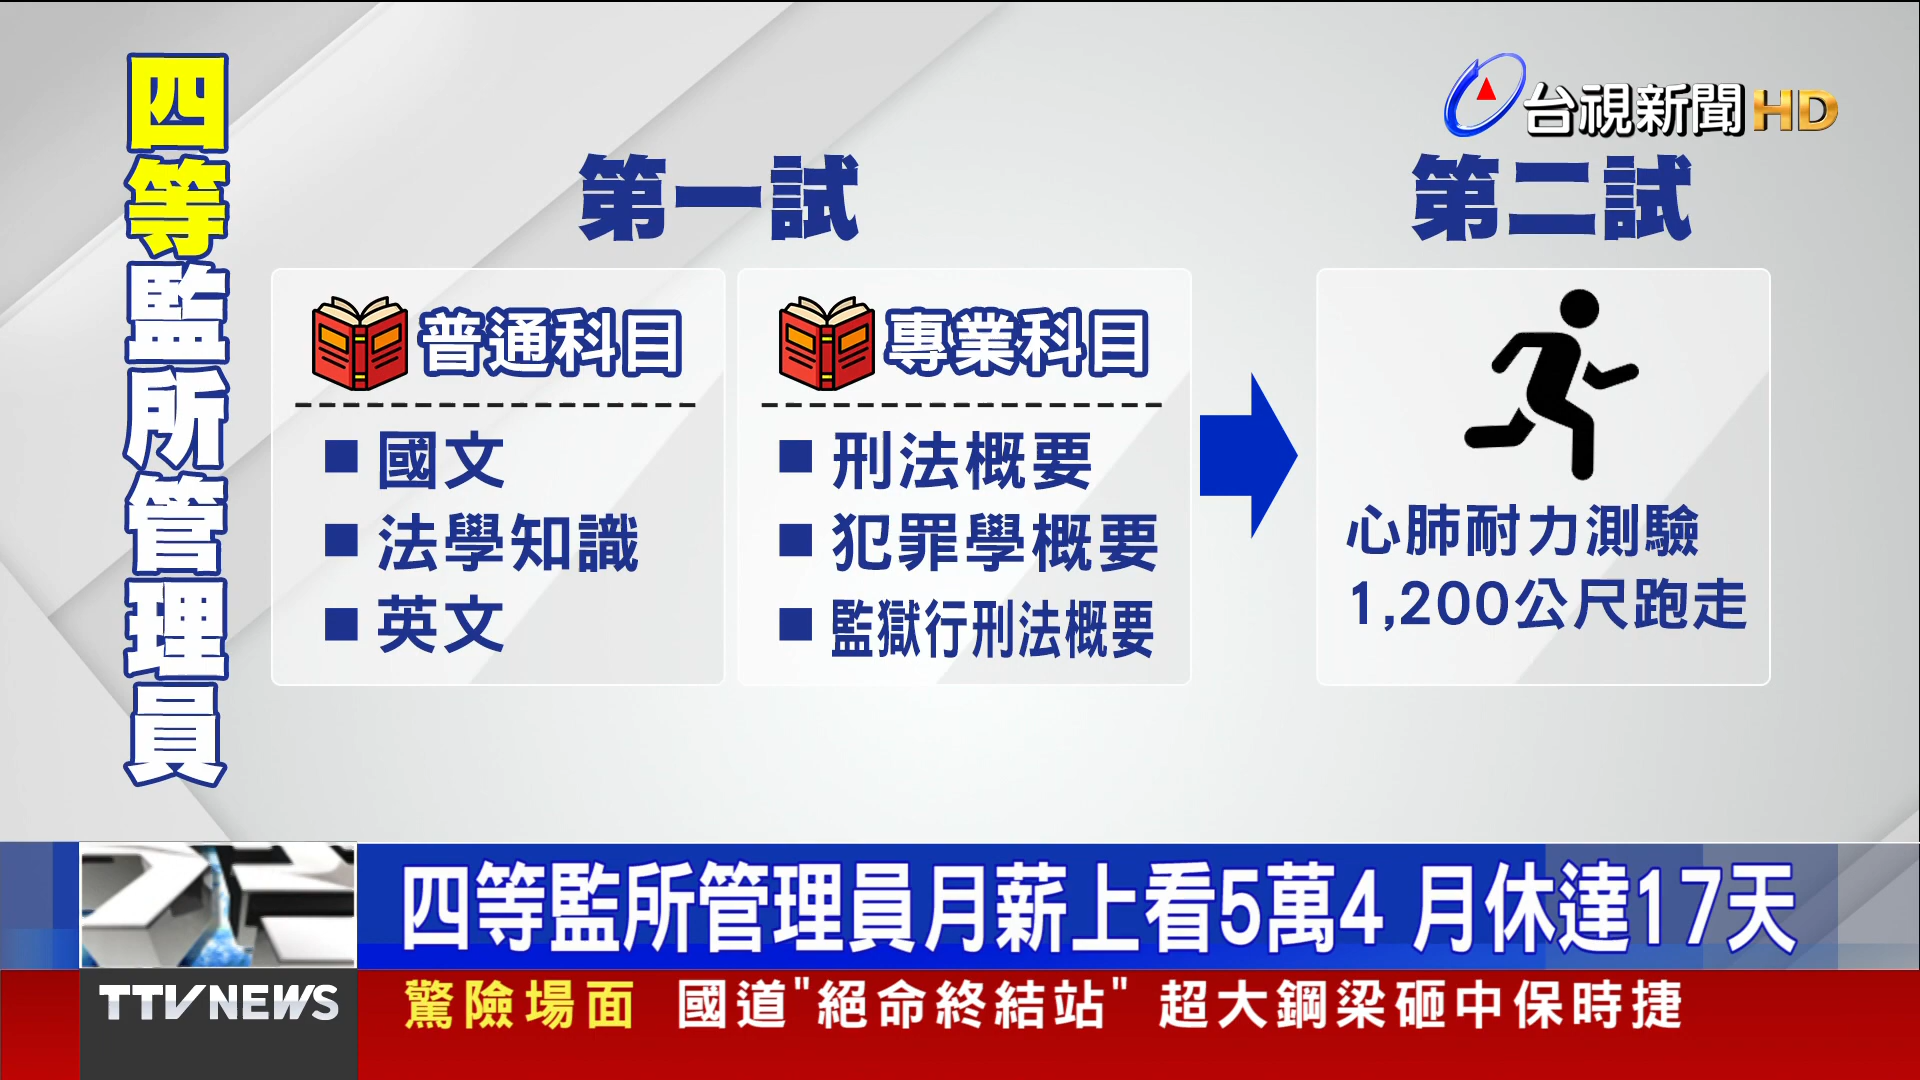 四等監所管理員
台視新聞HD
第一試
第二試
普通科目
國文
法學知識
英文
專業科目
刑法概要
犯罪學概要
監獄行刑法概要
心肺耐力測驗
1,200公尺跑走
四等監所管理員月薪上看5萬4 月休達17天
TTV NEWS
驚險場面 國道"絕命終結站" 超大鋼梁砸中保時捷